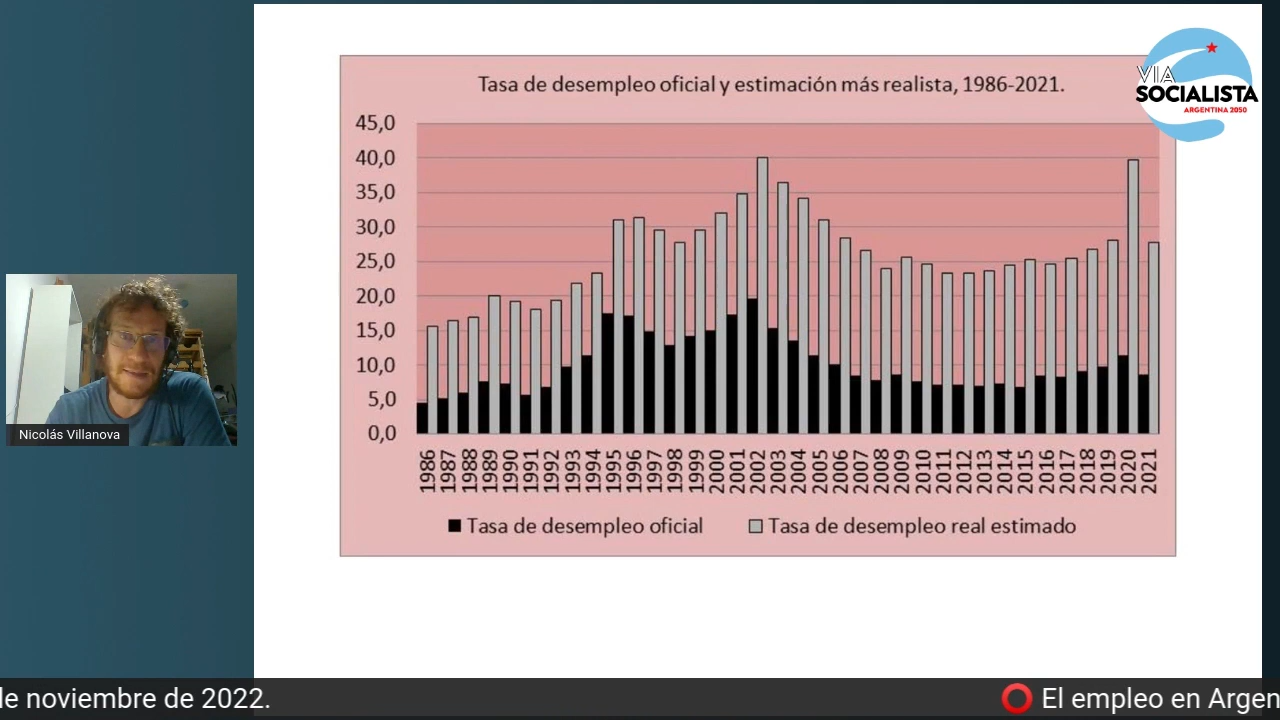 Tasa de desempleo oficial y estimación más realista, 1986-2021.
VIA
SOCIALISTA
ARGENTINA 2050
45,0
40,0
35,0
30,0
25,0
20,0
15,0
10,0
5,0
0,0
1986 1987 1988 1989 1990 1991 1992 1993 1994 1995 1996 1997 1998 1999 2000 2001 2002 2003 2004 2005 2006 2007 2008 2009 2010 2011 2012 2013 2014 2015 2016 2017 2018 2019 2020 2021
Tasa de desempleo oficial Tasa de desempleo real estimado
Nicolás Villanova
de noviembre de 2022. El empleo en Argen